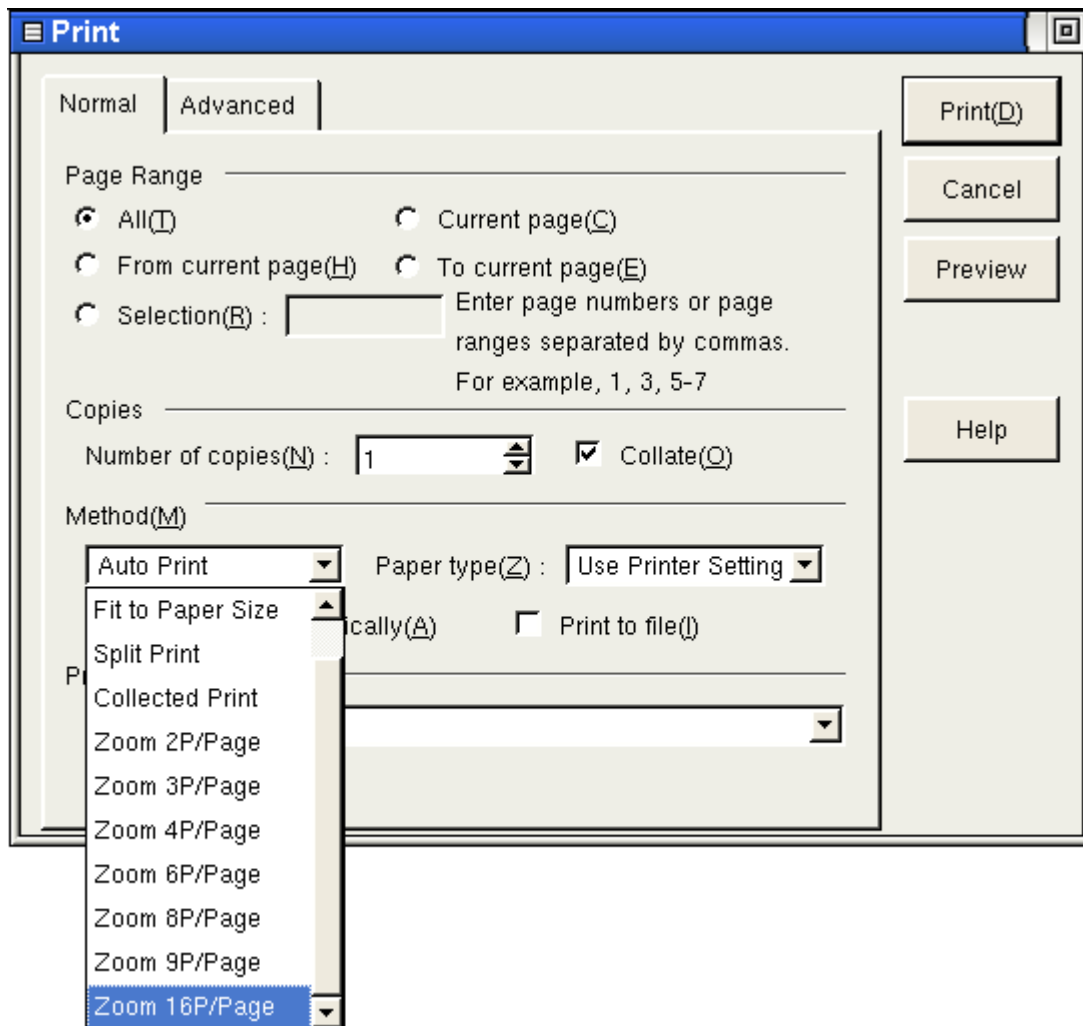 Print
Normal
Advanced
Print(D)
Cancel
Preview
Help
Page Range
All(T)
Current page(C)
From current page(H)
To current page(E)
Selection(R) :
Enter page numbers or page
ranges separated by commas.
For example, 1, 3, 5-7
Copies
Number of copies(N) :
1
Collate(O)
Method(M)
Auto Print
Paper type(Z) :
Use Printer Setting
Fit to Paper Size
Split Print
Collected Print
Zoom 2P/Page
Zoom 3P/Page
Zoom 4P/Page
Zoom 6P/Page
Zoom 8P/Page
Zoom 9P/Page
Zoom 16P/Page
ically(A)
Print to file(I)